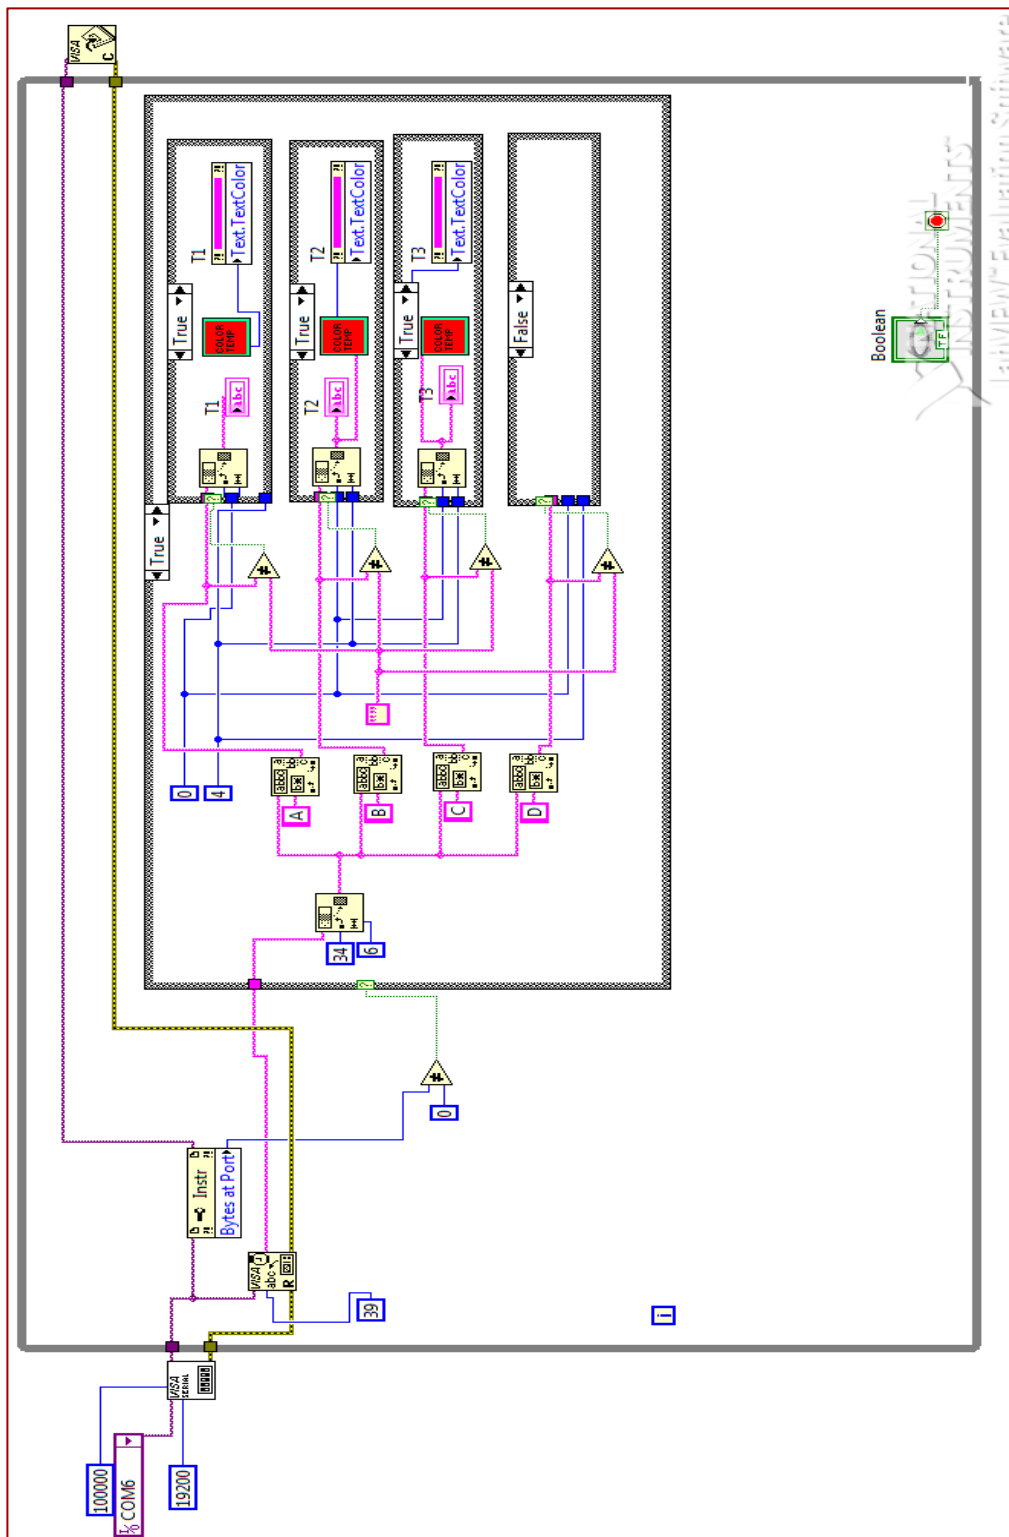 100000
COM6
19200
VISA
SERIAL
VISA
abc
R
39
Instr
Bytes at Port
0
i
34
6
A
B
C
D
0
4
True
True
T1
abc
COLOR
TEMP
T1
Text.TextColor
True
T2
abc
COLOR
TEMP
T2
Text.TextColor
True
T3
abc
COLOR
TEMP
T3
Text.TextColor
False
Boolean
TF
VISA
C
NATIONAL
INSTRUMENTS
LabVIEW Evaluation Software